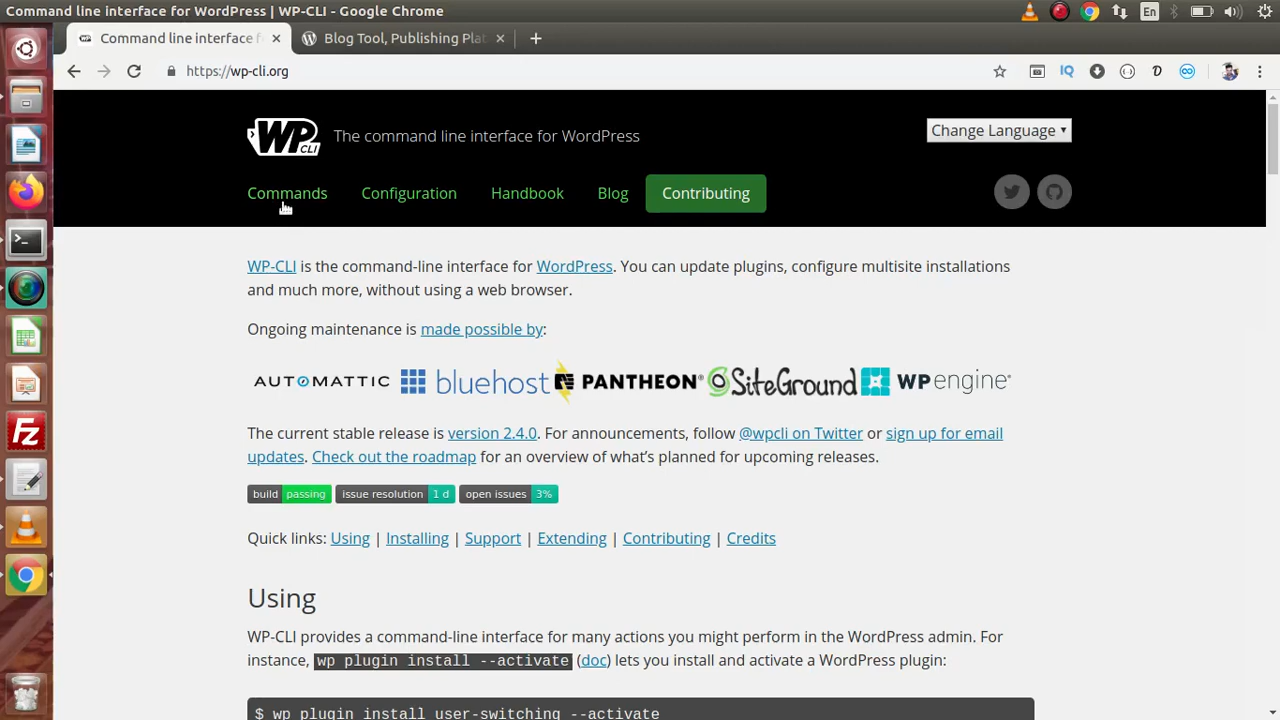 Command line interface for WordPress | WP-CLI - Google Chrome
En
Command line interface f
Blog Tool, Publishing Plat
https://wp-cli.org
WP CLI
The command line interface for WordPress
Change Language
Commands Configuration Handbook Blog Contributing
WP-CLI is the command-line interface for WordPress. You can update plugins, configure multisite installations
and much more, without using a web browser.
Ongoing maintenance is made possible by:
AUTOMATTIC bluehost PANTHEON® SiteGround WP engine®
The current stable release is version 2.4.0. For announcements, follow @wpcli on Twitter or sign up for email
updates. Check out the roadmap for an overview of what's planned for upcoming releases.
build passing issue resolution 1 d open issues 3%
Quick links: Using | Installing | Support | Extending | Contributing | Credits
Using
WP-CLI provides a command-line interface for many actions you might perform in the WordPress admin. For
instance, wp plugin install --activate (doc) lets you install and activate a WordPress plugin:
$ wp plugin install user-switching --activate